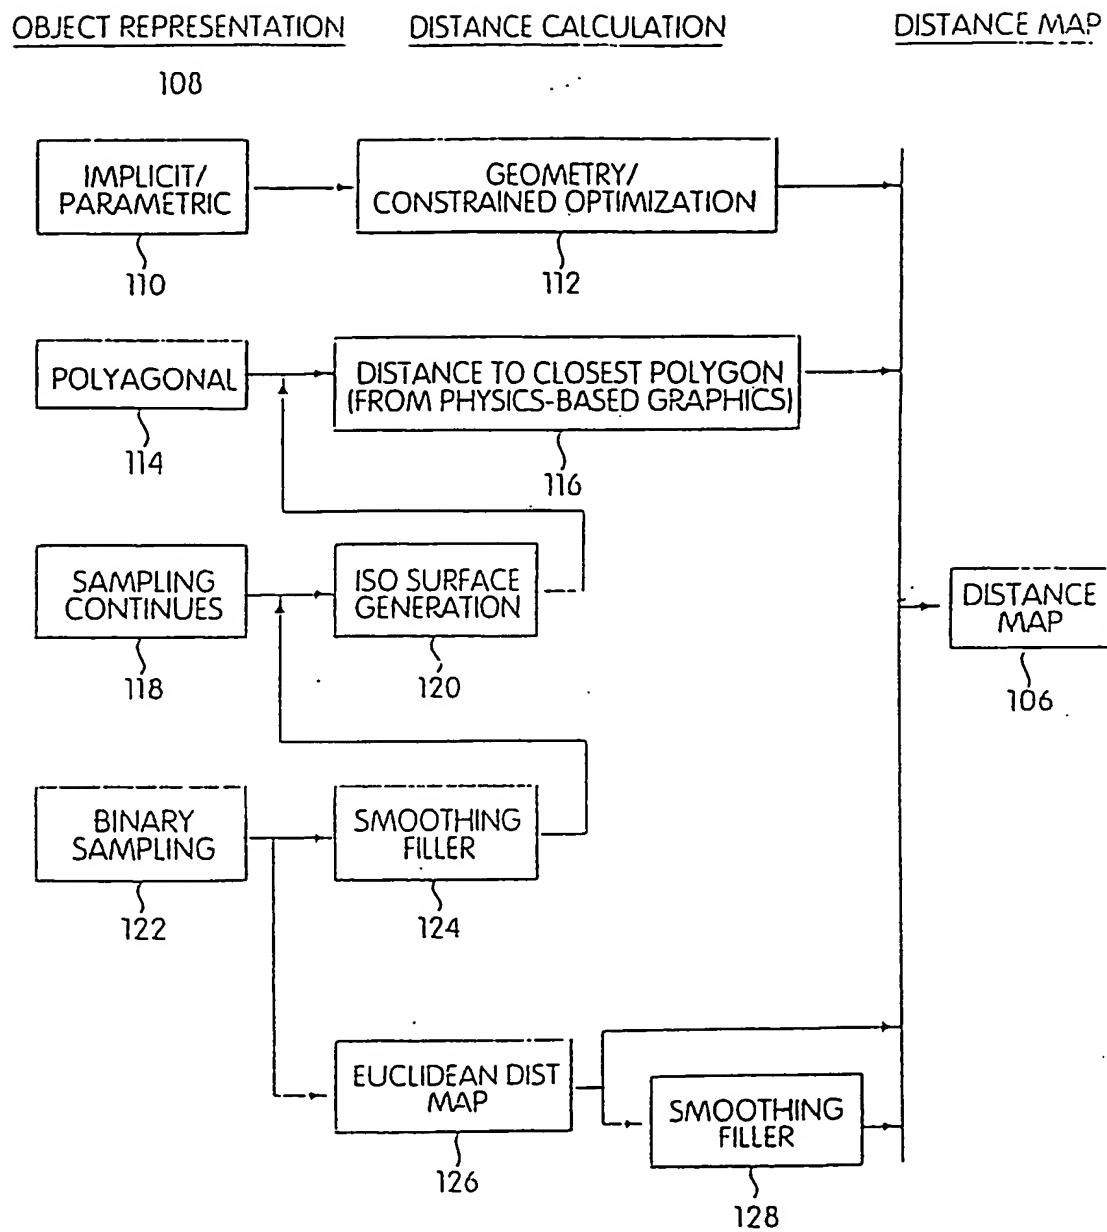 OBJECT REPRESENTATION
DISTANCE CALCULATION
DISTANCE MAP
108
IMPLICIT/
PARAMETRIC
110
GEOMETRY/
CONSTRAINED OPTIMIZATION
112
POLYAGONAL
114
DISTANCE TO CLOSEST POLYGON
(FROM PHYSICS-BASED GRAPHICS)
116
SAMPLING
CONTINUES
118
ISO SURFACE
GENERATION
120
DISTANCE
MAP
106
BINARY
SAMPLING
122
SMOOTHING
FILLER
124
EUCLIDEAN DIST
MAP
126
SMOOTHING
FILLER
128